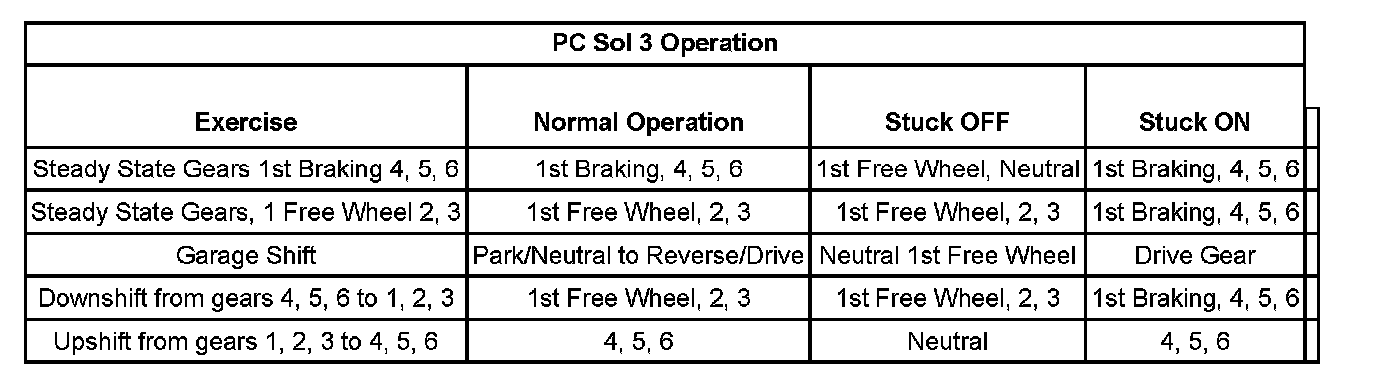 PC Sol 3 Operation
Exercise Normal Operation Stuck OFF Stuck ON
Steady State Gears 1st Braking 4, 5, 6 1st Braking, 4, 5, 6 1st Free Wheel, Neutral 1st Braking, 4, 5, 6
Steady State Gears, 1 Free Wheel 2, 3 1st Free Wheel, 2, 3 1st Free Wheel, 2, 3 1st Braking, 4, 5, 6
Garage Shift Park/Neutral to Reverse/Drive Neutral 1st Free Wheel Drive Gear
Downshift from gears 4, 5, 6 to 1, 2, 3 1st Free Wheel, 2, 3 1st Free Wheel, 2, 3 1st Braking, 4, 5, 6
Upshift from gears 1, 2, 3 to 4, 5, 6 4, 5, 6 Neutral 4, 5, 6